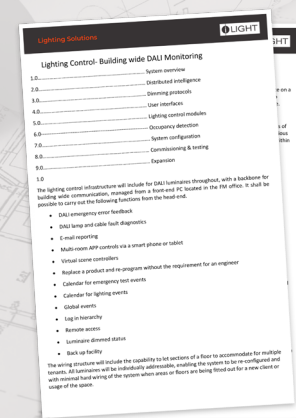 Lighting Solutions
iLIGHT
Lighting Control- Building wide DALI Monitoring
1.0........ System overview
2.0........ Distributed intelligence
3.0........ Dimming protocols
4.0........ User interfaces
5.0........ Lighting control modules
6.0........ Occupancy detection
7.0........ System configuration
8.0........ Commissioning & testing
9.0........ Expansion
1.0
The lighting control infrastructure will include for DALI luminaires throughout, with a backbone for
building wide communication, managed from a front-end PC located in the FM office. It shall be
possible to carry out the following functions from the head-end.
• DALI emergency error feedback
• DALI lamp and cable fault diagnostics
• E-mail reporting
• Multi-room APP controls via a smart phone or tablet
• Virtual scene controllers
• Replace a product and re-program without the requirement for an engineer
• Calendar for emergency test events
• Calendar for lighting events
• Global events
• Log in hierarchy
• Remote access
• Luminaire dimmed status
• Back up facility
The wiring structure will include the capability to let sections of a floor to accommodate for multiple
tenants. All luminaires will be individually addressable, enabling the system to be re-configured and
with minimal hard wiring of the system when areas or floors are being fitted out for a new client or
usage of the space.